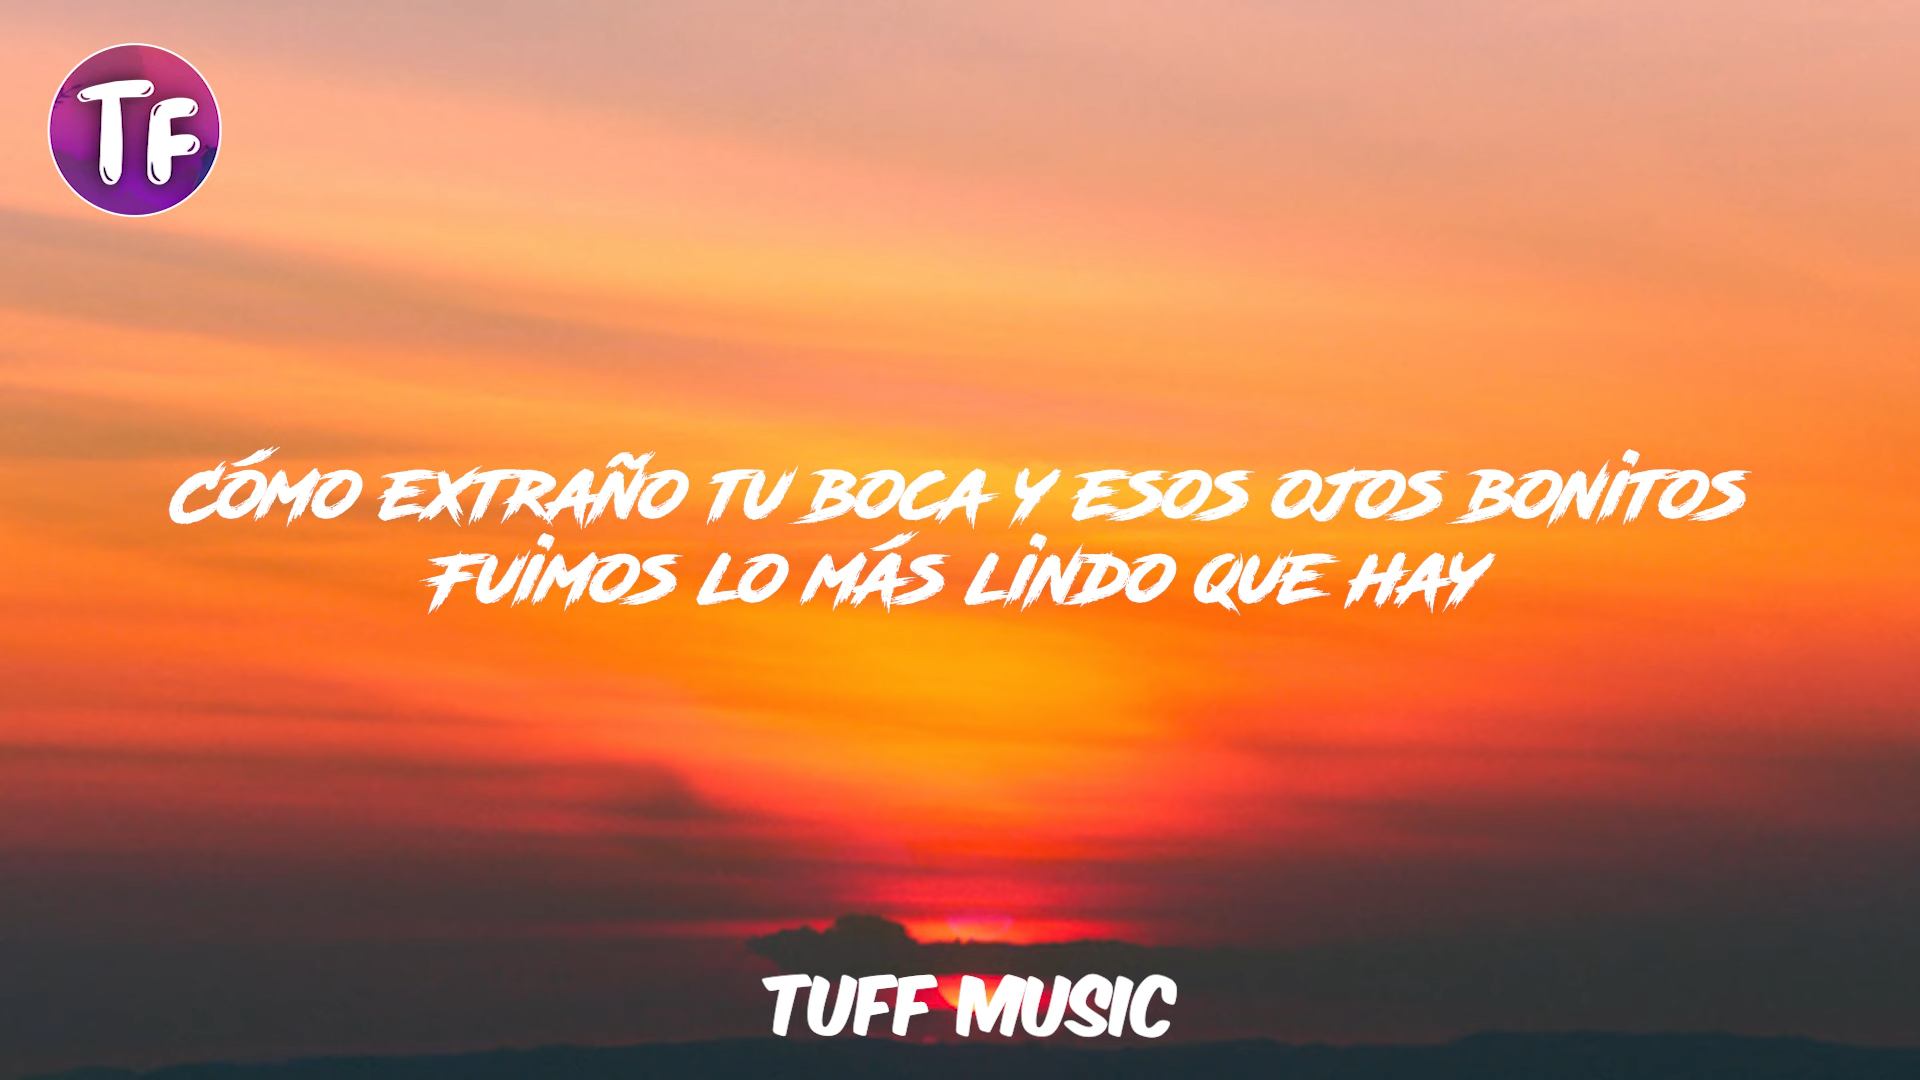 TF
CÓMO EXTRAÑO TU BOCA Y ESOS OJOS BONITOS
FUIMOS LO MÁS LINDO QUE HAY
TUFF MUSIC